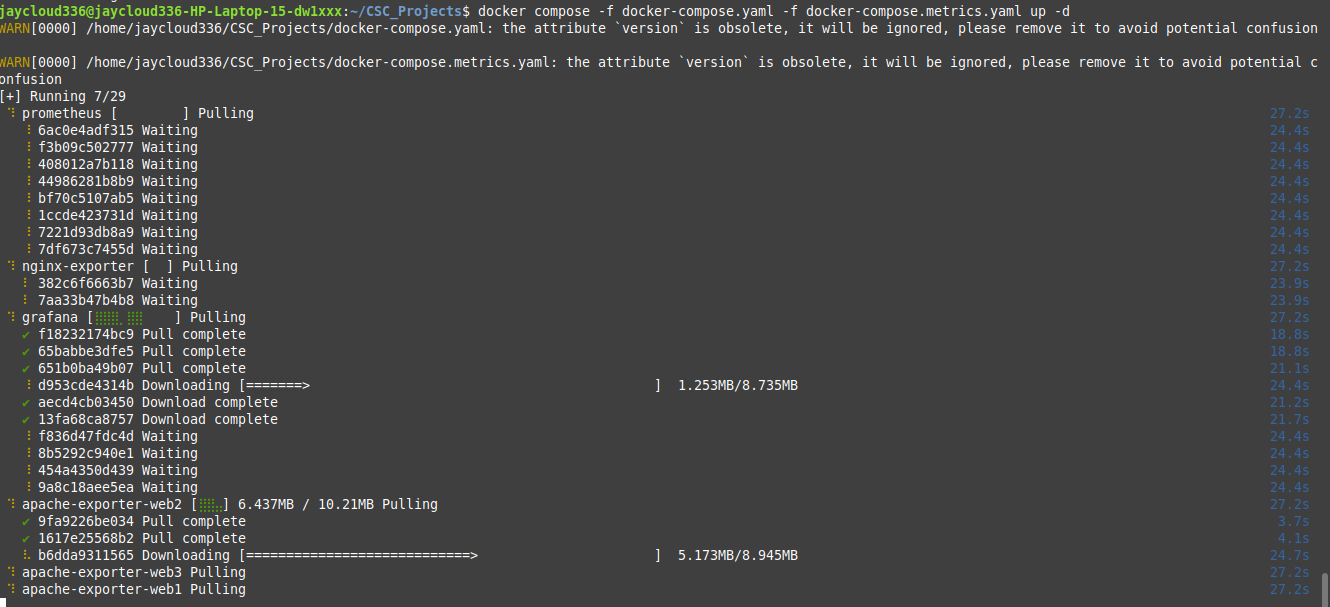 jaycloud336@jaycloud336-HP-Laptop-15-dw1xxx:~/CSC_Projects$ docker compose -f docker-compose.yaml -f docker-compose.metrics.yaml up -d
WARN[0000] /home/jaycloud336/CSC_Projects/docker-compose.yaml: the attribute `version` is obsolete, it will be ignored, please remove it to avoid potential confusion
WARN[0000] /home/jaycloud336/CSC_Projects/docker-compose.metrics.yaml: the attribute `version` is obsolete, it will be ignored, please remove it to avoid potential c
onfusion
[+] Running 7/29
prometheus [        ] Pulling 27.2s
6ac0e4adf315 Waiting 24.4s
f3b09c502777 Waiting 24.4s
408012a7b118 Waiting 24.4s
44986281b8b9 Waiting 24.4s
bf70c5107ab5 Waiting 24.4s
1ccde423731d Waiting 24.4s
7221d93db8a9 Waiting 24.4s
7df673c7455d Waiting 24.4s
nginx-exporter [  ] Pulling 27.2s
382c6f6663b7 Waiting 23.9s
7aa33b47b4b8 Waiting 23.9s
grafana [⣿⣿⣿⣀⣿⣿    ] Pulling 27.2s
✔ f18232174bc9 Pull complete 18.8s
✔ 65babbe3dfe5 Pull complete 18.8s
✔ 651b0ba49b07 Pull complete 21.1s
d953cde4314b Downloading [=======>                                           ]  1.253MB/8.735MB 24.4s
✔ aecd4cb03450 Download complete 21.2s
✔ 13fa68ca8757 Download complete 21.7s
f836d47fdc4d Waiting 24.4s
8b5292c940e1 Waiting 24.4s
454a4350d439 Waiting 24.4s
9a8c18aee5ea Waiting 24.4s
apache-exporter-web2 [⣿⣿⣤] 6.437MB / 10.21MB Pulling 27.2s
✔ 9fa9226be034 Pull complete 3.7s
✔ 1617e25568b2 Pull complete 4.1s
b6dda9311565 Downloading [============================>                      ]  5.173MB/8.945MB 24.7s
apache-exporter-web3 Pulling 27.2s
apache-exporter-web1 Pulling 27.2s